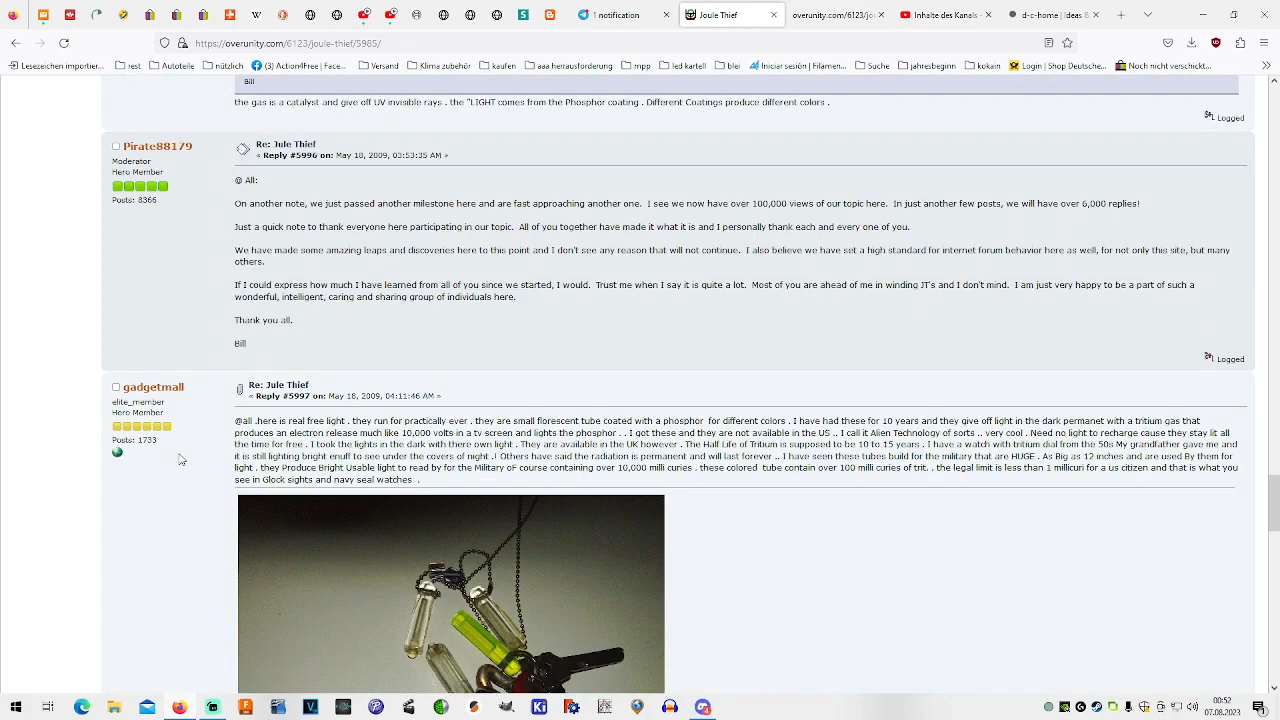 1 notification
Joule Thief
overunity.com/6123/jo
Inhalte des Kanals -
d-c-home Ideads
https://overunity.com/6123/joule-thief/5985/
Lesezeichen importier...
rest
Autoteile
nützlich
(3) Action4Free | Face...
Versand
Klima zubehör
kaufen
aaa herrausforderung
mpp
led kartell
blei
Iniciar sesión | Filamen...
Suche
jahresbeginn
kokain
Login | Shop Deutsche...
Noch nicht verschickt...
Bill
the gas is a catalyst and give off UV invisible rays . the "LIGHT comes from the Phosphor coating . Different Coatings produce different colors .
Logged
Pirate88179
Moderator
Hero Member
Posts: 8366
Re: Jule Thief
« Reply #5996 on: May 18, 2009, 03:53:35 AM »
@ All:
On another note, we just passed another milestone here and are fast approaching another one. I see we now have over 100,000 views of our topic here. In just another few posts, we will have over 6,000 replies!
Just a quick note to thank everyone here participating in our topic. All of you together have made it what it is and I personally thank each and every one of you.
We have made some amazing leaps and discoveries here to this point and I don't see any reason that will not continue. I also believe we have set a high standard for internet forum behavior here as well, for not only this site, but many
others.
If I could express how much I have learned from all of you since we started, I would. Trust me when I say it is quite a lot. Most of you are ahead of me in winding JT's and I don't mind. I am just very happy to be a part of such a
wonderful, intelligent, caring and sharing group of individuals here.
Thank you all.
Bill
Logged
gadgetmall
elite_member
Hero Member
Posts: 1733
Re: Jule Thief
« Reply #5997 on: May 18, 2009, 04:11:46 AM »
@all .here is real free light . they run for practically ever . they are small florescent tube coated with a phosphor for different colors . I have had these for 10 years and they give off light in the dark permanet with a tritium gas that
produces an electron release much like 10,000 volts in a tv screen and lights the phosphor . . I got these and they are not available in the US .. I call it Alien Technology of sorts .. very cool . Need no light to recharge cause they stay lit all
the time for free . I took the lights in the dark with there own light . They are available in the UK however . The Half Life of Tritium is supposed to be 10 to 15 years . I have a watch with tritium dial from the 50s My grandfather gave me and
it is still lighting bright enuff to see under the covers of night .! Others have said the radiation is permanent and will last forever .. I have seen these tubes build for the military that are HUGE . As Big as 12 inches and are used By them for
light . they Produce Bright Usable light to read by for the Military oF course containing over 10,000 milli curies . these colored tube contain over 100 milli curies of trit. . the legal limit is less than 1 millicuri for a us citizen and that is what you
see in Glock sights and navy seal watches .
00:52
07.09.2023